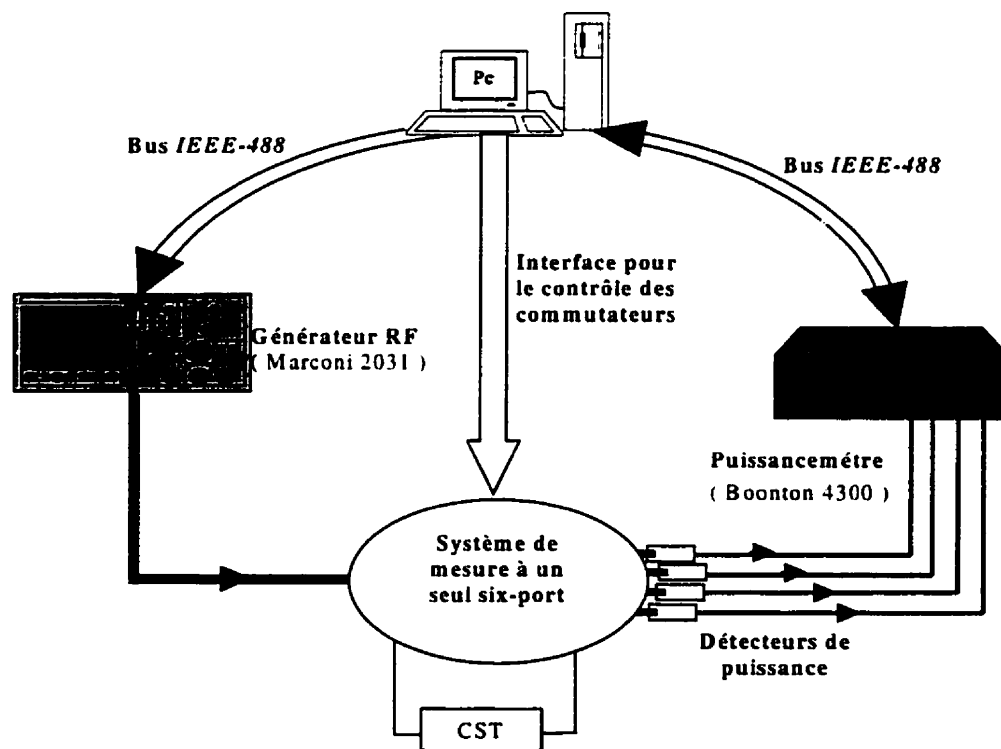 Pc
Bus IEEE-488
Bus IEEE-488
Interface pour
le contrôle des
commutateurs
Générateur RF
( Marconi 2031 )
Puissancemétre
( Boonton 4300 )
Système de
mesure à un
seul six-port
Détecteurs de
puissance
CST